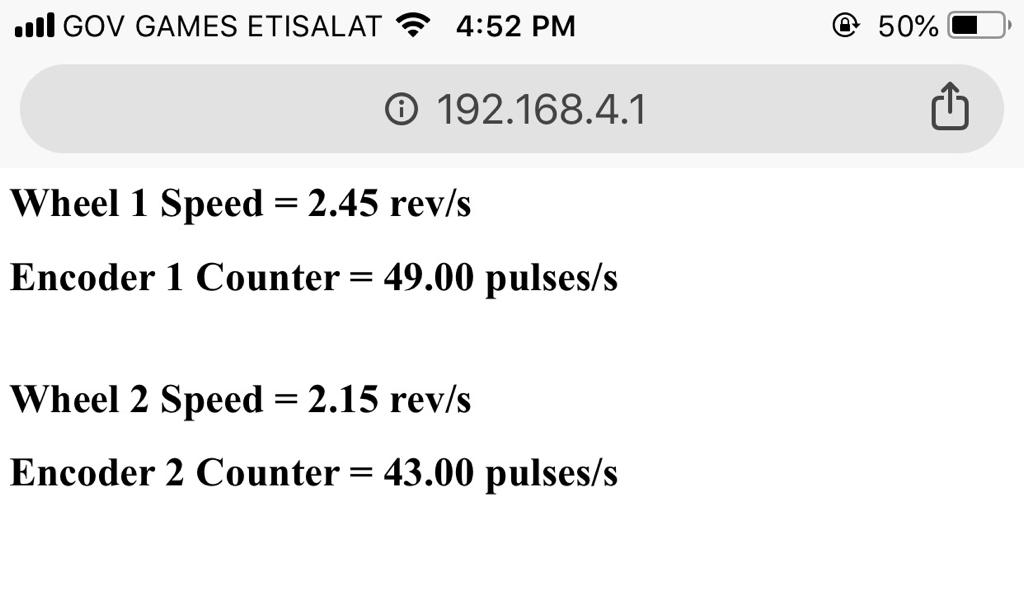 GOV GAMES ETISALAT 4:52 PM 50%
192.168.4.1
Wheel 1 Speed = 2.45 rev/s
Encoder 1 Counter = 49.00 pulses/s
Wheel 2 Speed = 2.15 rev/s
Encoder 2 Counter = 43.00 pulses/s